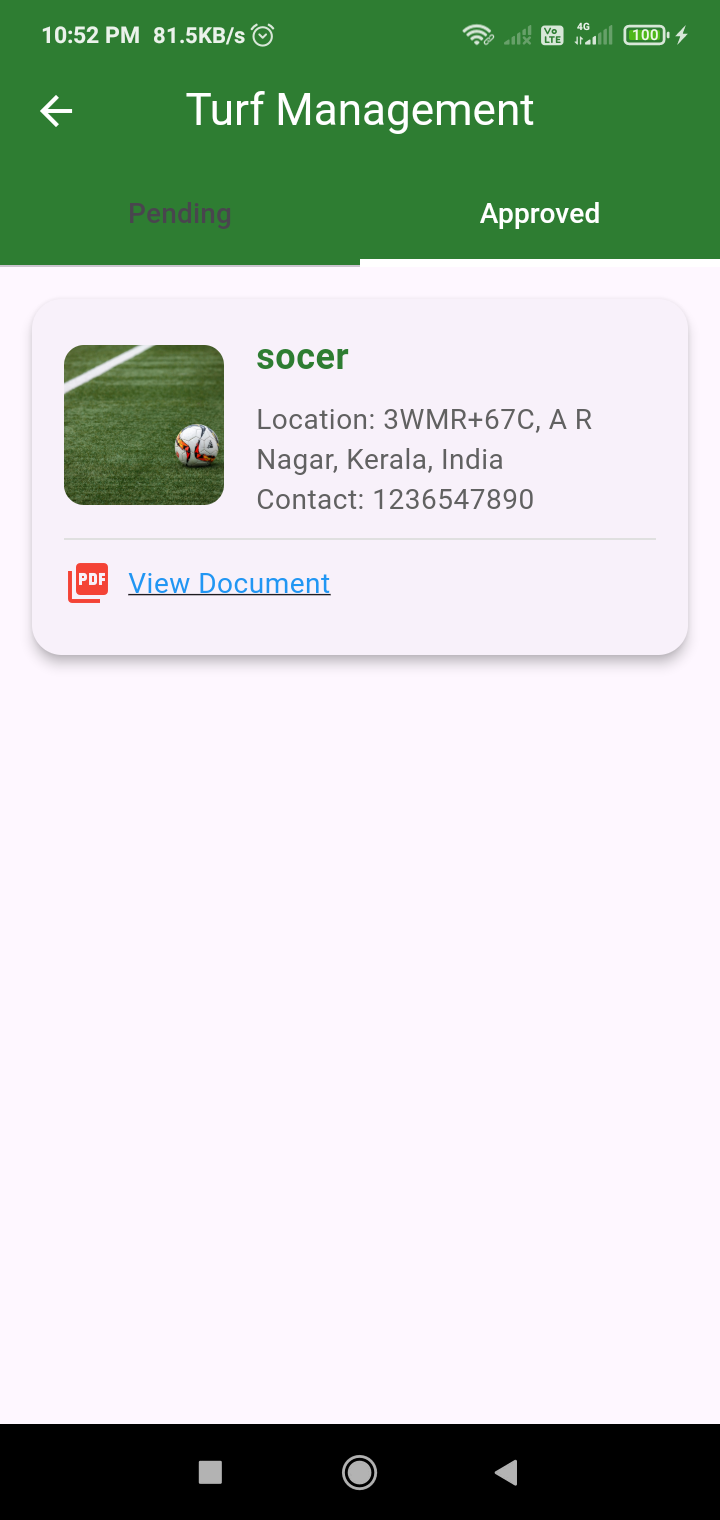 10:52 PM 81.5KB/s
Vo LTE 4G 100
Turf Management
Pending Approved
socer
Location: 3WMR+67C, A R
Nagar, Kerala, India
Contact: 1236547890
PDF View Document